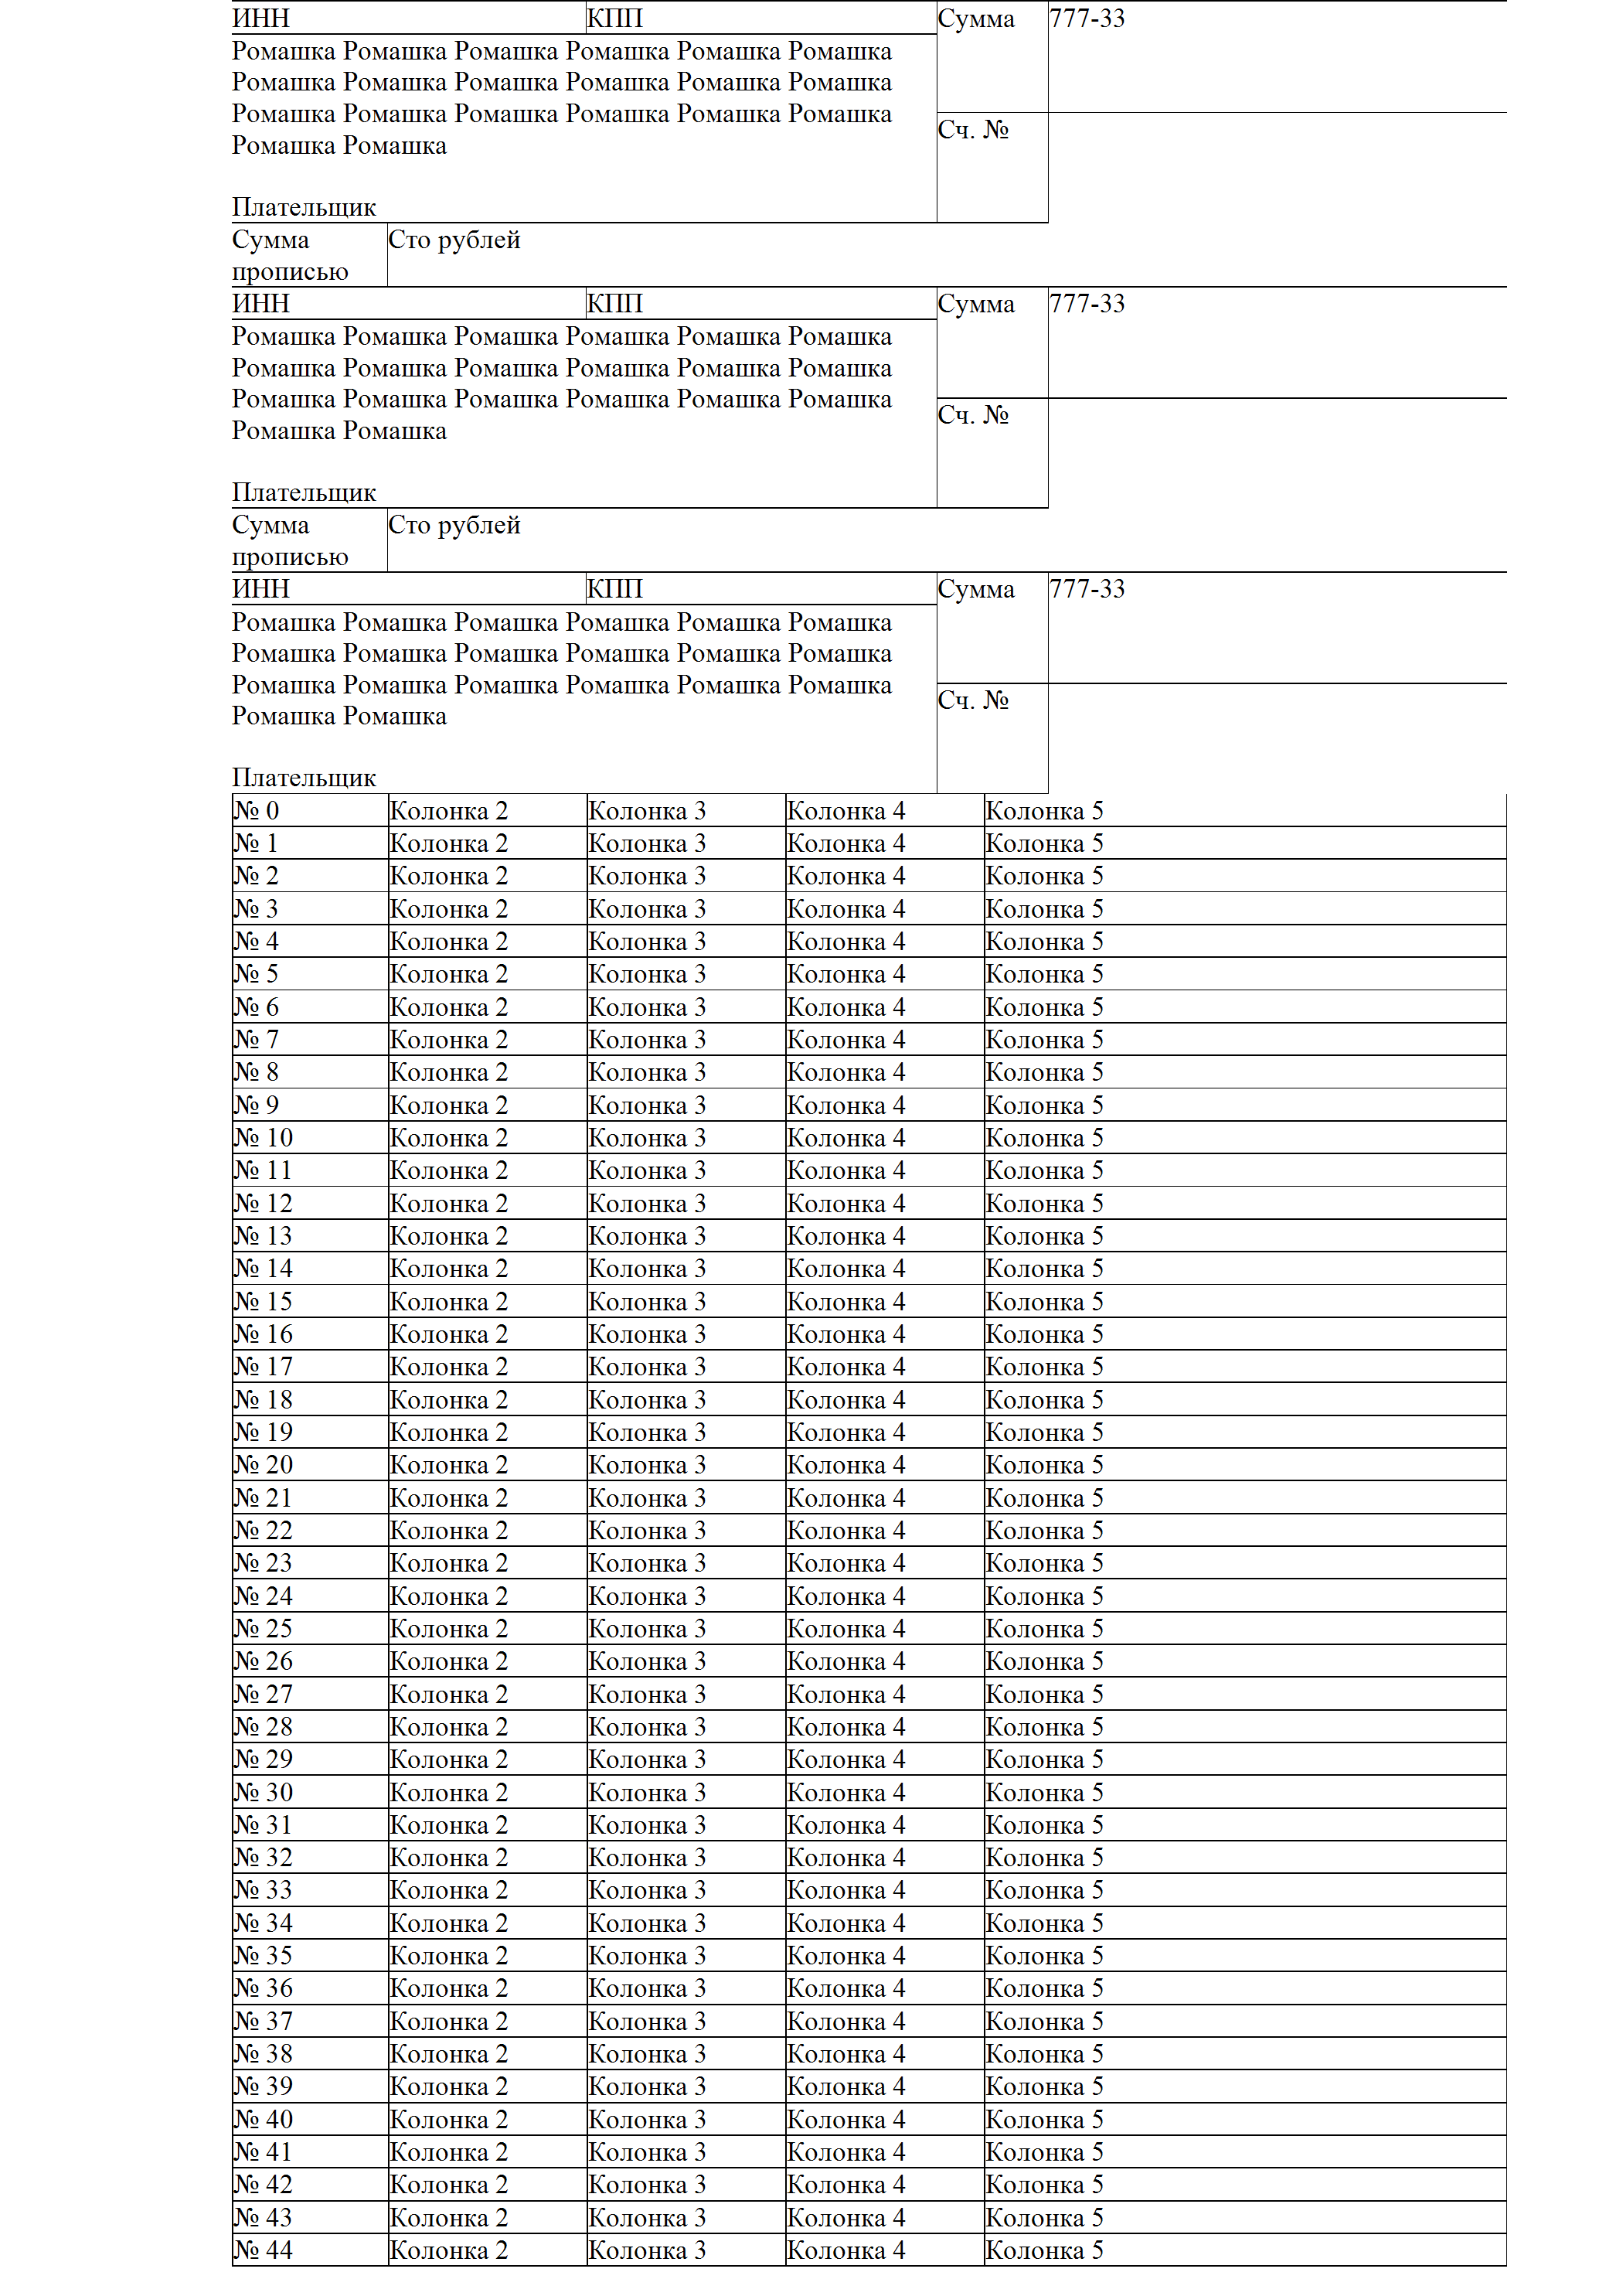 ИНН КПП Сумма 777-33
Ромашка Ромашка Ромашка Ромашка Ромашка Ромашка
Ромашка Ромашка Ромашка Ромашка Ромашка Ромашка
Ромашка Ромашка Ромашка Ромашка Ромашка Ромашка
Сч. №
Ромашка Ромашка
Плательщик
Сумма Сто рублей
прописью
ИНН КПП Сумма 777-33
Ромашка Ромашка Ромашка Ромашка Ромашка Ромашка
Ромашка Ромашка Ромашка Ромашка Ромашка Ромашка
Ромашка Ромашка Ромашка Ромашка Ромашка Ромашка
Сч. №
Ромашка Ромашка
Плательщик
Сумма Сто рублей
прописью
ИНН КПП Сумма 777-33
Ромашка Ромашка Ромашка Ромашка Ромашка Ромашка
Ромашка Ромашка Ромашка Ромашка Ромашка Ромашка
Ромашка Ромашка Ромашка Ромашка Ромашка Ромашка
Сч. №
Ромашка Ромашка
Плательщик
№ 0 Колонка 2 Колонка 3 Колонка 4 Колонка 5
№ 1 Колонка 2 Колонка 3 Колонка 4 Колонка 5
№ 2 Колонка 2 Колонка 3 Колонка 4 Колонка 5
№ 3 Колонка 2 Колонка 3 Колонка 4 Колонка 5
№ 4 Колонка 2 Колонка 3 Колонка 4 Колонка 5
№ 5 Колонка 2 Колонка 3 Колонка 4 Колонка 5
№ 6 Колонка 2 Колонка 3 Колонка 4 Колонка 5
№ 7 Колонка 2 Колонка 3 Колонка 4 Колонка 5
№ 8 Колонка 2 Колонка 3 Колонка 4 Колонка 5
№ 9 Колонка 2 Колонка 3 Колонка 4 Колонка 5
№ 10 Колонка 2 Колонка 3 Колонка 4 Колонка 5
№ 11 Колонка 2 Колонка 3 Колонка 4 Колонка 5
№ 12 Колонка 2 Колонка 3 Колонка 4 Колонка 5
№ 13 Колонка 2 Колонка 3 Колонка 4 Колонка 5
№ 14 Колонка 2 Колонка 3 Колонка 4 Колонка 5
№ 15 Колонка 2 Колонка 3 Колонка 4 Колонка 5
№ 16 Колонка 2 Колонка 3 Колонка 4 Колонка 5
№ 17 Колонка 2 Колонка 3 Колонка 4 Колонка 5
№ 18 Колонка 2 Колонка 3 Колонка 4 Колонка 5
№ 19 Колонка 2 Колонка 3 Колонка 4 Колонка 5
№ 20 Колонка 2 Колонка 3 Колонка 4 Колонка 5
№ 21 Колонка 2 Колонка 3 Колонка 4 Колонка 5
№ 22 Колонка 2 Колонка 3 Колонка 4 Колонка 5
№ 23 Колонка 2 Колонка 3 Колонка 4 Колонка 5
№ 24 Колонка 2 Колонка 3 Колонка 4 Колонка 5
№ 25 Колонка 2 Колонка 3 Колонка 4 Колонка 5
№ 26 Колонка 2 Колонка 3 Колонка 4 Колонка 5
№ 27 Колонка 2 Колонка 3 Колонка 4 Колонка 5
№ 28 Колонка 2 Колонка 3 Колонка 4 Колонка 5
№ 29 Колонка 2 Колонка 3 Колонка 4 Колонка 5
№ 30 Колонка 2 Колонка 3 Колонка 4 Колонка 5
№ 31 Колонка 2 Колонка 3 Колонка 4 Колонка 5
№ 32 Колонка 2 Колонка 3 Колонка 4 Колонка 5
№ 33 Колонка 2 Колонка 3 Колонка 4 Колонка 5
№ 34 Колонка 2 Колонка 3 Колонка 4 Колонка 5
№ 35 Колонка 2 Колонка 3 Колонка 4 Колонка 5
№ 36 Колонка 2 Колонка 3 Колонка 4 Колонка 5
№ 37 Колонка 2 Колонка 3 Колонка 4 Колонка 5
№ 38 Колонка 2 Колонка 3 Колонка 4 Колонка 5
№ 39 Колонка 2 Колонка 3 Колонка 4 Колонка 5
№ 40 Колонка 2 Колонка 3 Колонка 4 Колонка 5
№ 41 Колонка 2 Колонка 3 Колонка 4 Колонка 5
№ 42 Колонка 2 Колонка 3 Колонка 4 Колонка 5
№ 43 Колонка 2 Колонка 3 Колонка 4 Колонка 5
№ 44 Колонка 2 Колонка 3 Колонка 4 Колонка 5